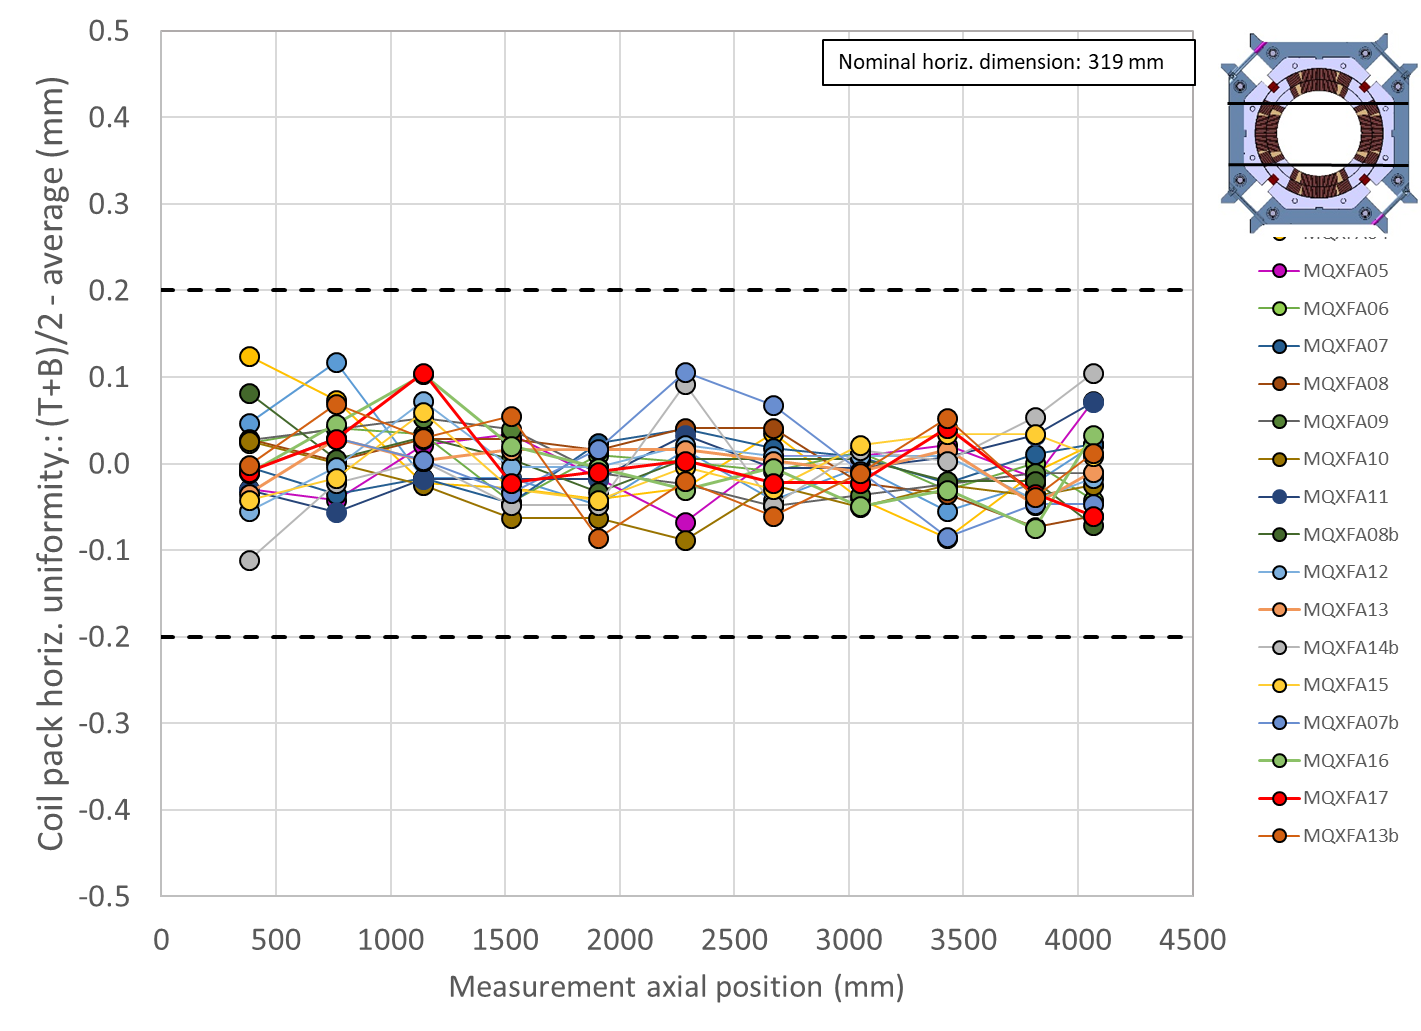 Coil pack horiz. uniformity.: (T+B)/2 - average (mm)
0.5
0.4
0.3
0.2
0.1
0.0
-0.1
-0.2
-0.3
-0.4
-0.5
Nominal horiz. dimension: 319 mm
0 500 1000 1500 2000 2500 3000 3500 4000 4500
Measurement axial position (mm)
MQXFA05
MQXFA06
MQXFA07
MQXFA08
MQXFA09
MQXFA10
MQXFA11
MQXFA08b
MQXFA12
MQXFA13
MQXFA14b
MQXFA15
MQXFA07b
MQXFA16
MQXFA17
MQXFA13b